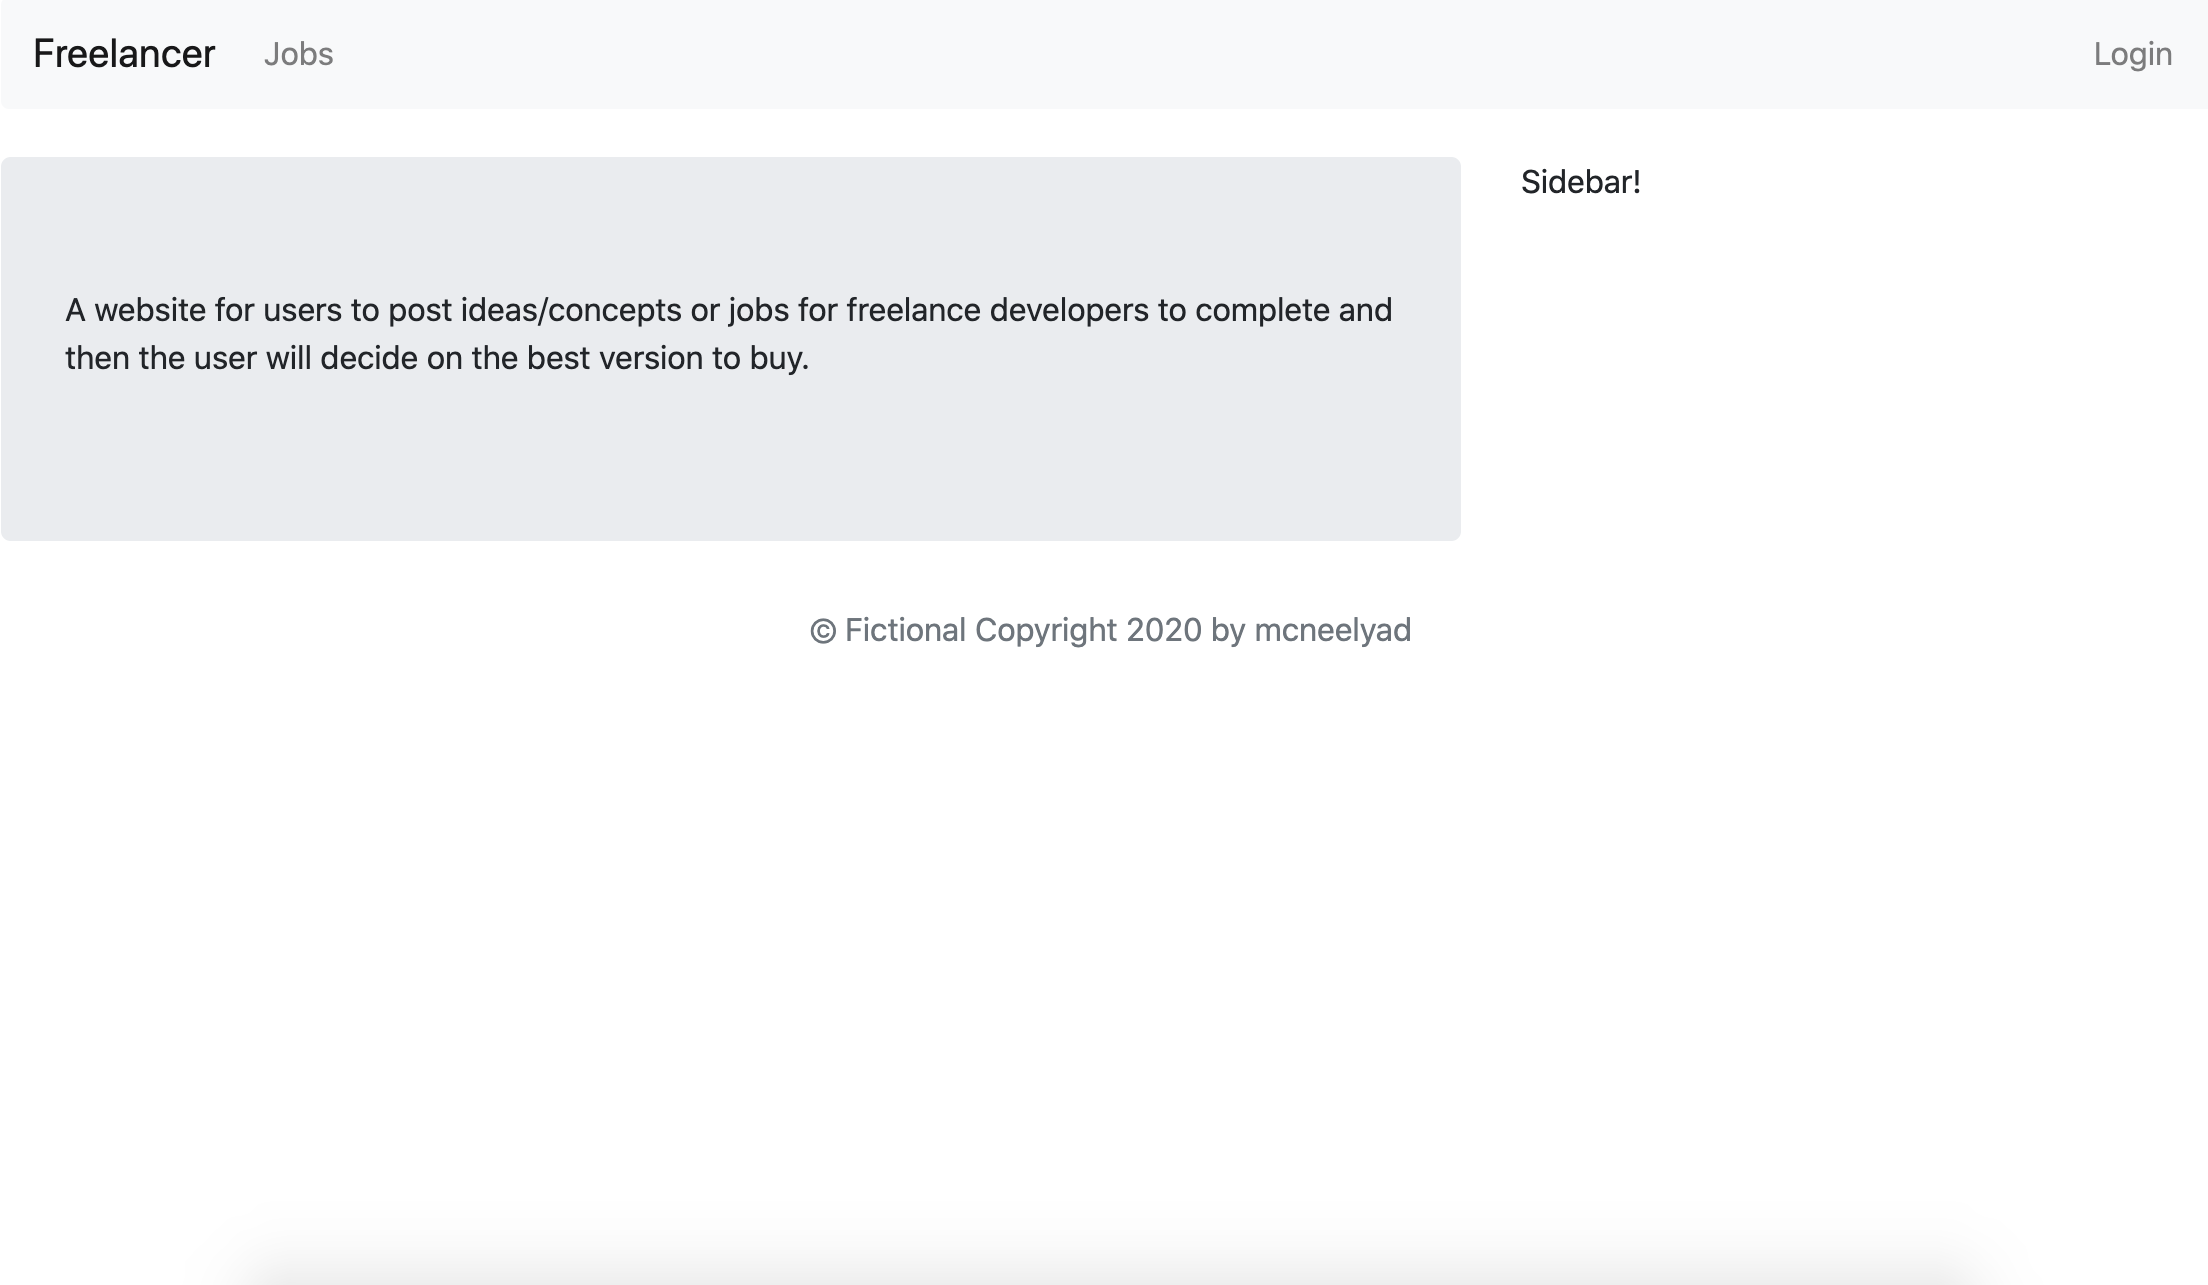 Freelancer Jobs Login
Sidebar!
A website for users to post ideas/concepts or jobs for freelance developers to complete and
then the user will decide on the best version to buy.
© Fictional Copyright 2020 by mcneelyad